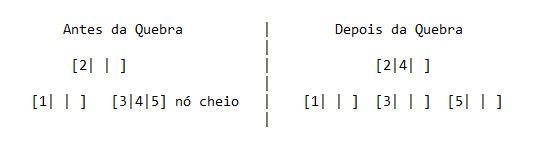 Antes da Quebra | Depois da Quebra
|
[2| | ] | [2|4| ]
|
[1| | ] [3|4|5] nó cheio | [1| | ] [3| | ] [5| | ]
|